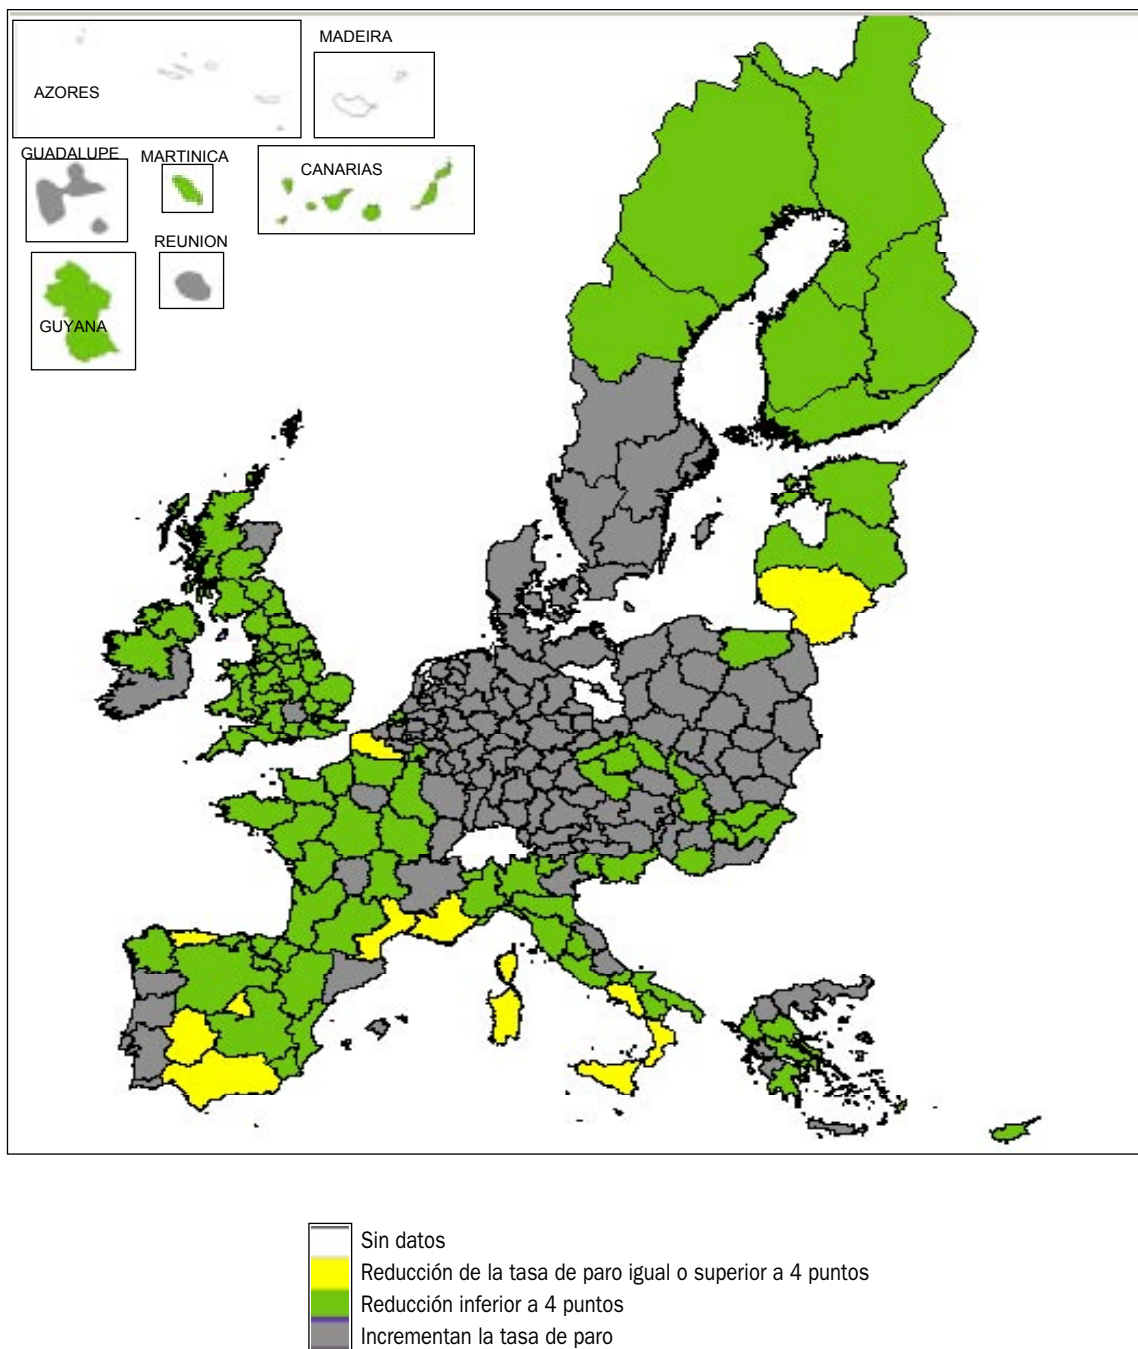 MADEIRA
AZORES
GUADALUPE
MARTINICA
CANARIAS
REUNION
GUYANA
Sin datos
Reducción de la tasa de paro igual o superior a 4 puntos
Reducción inferior a 4 puntos
Incrementan la tasa de paro